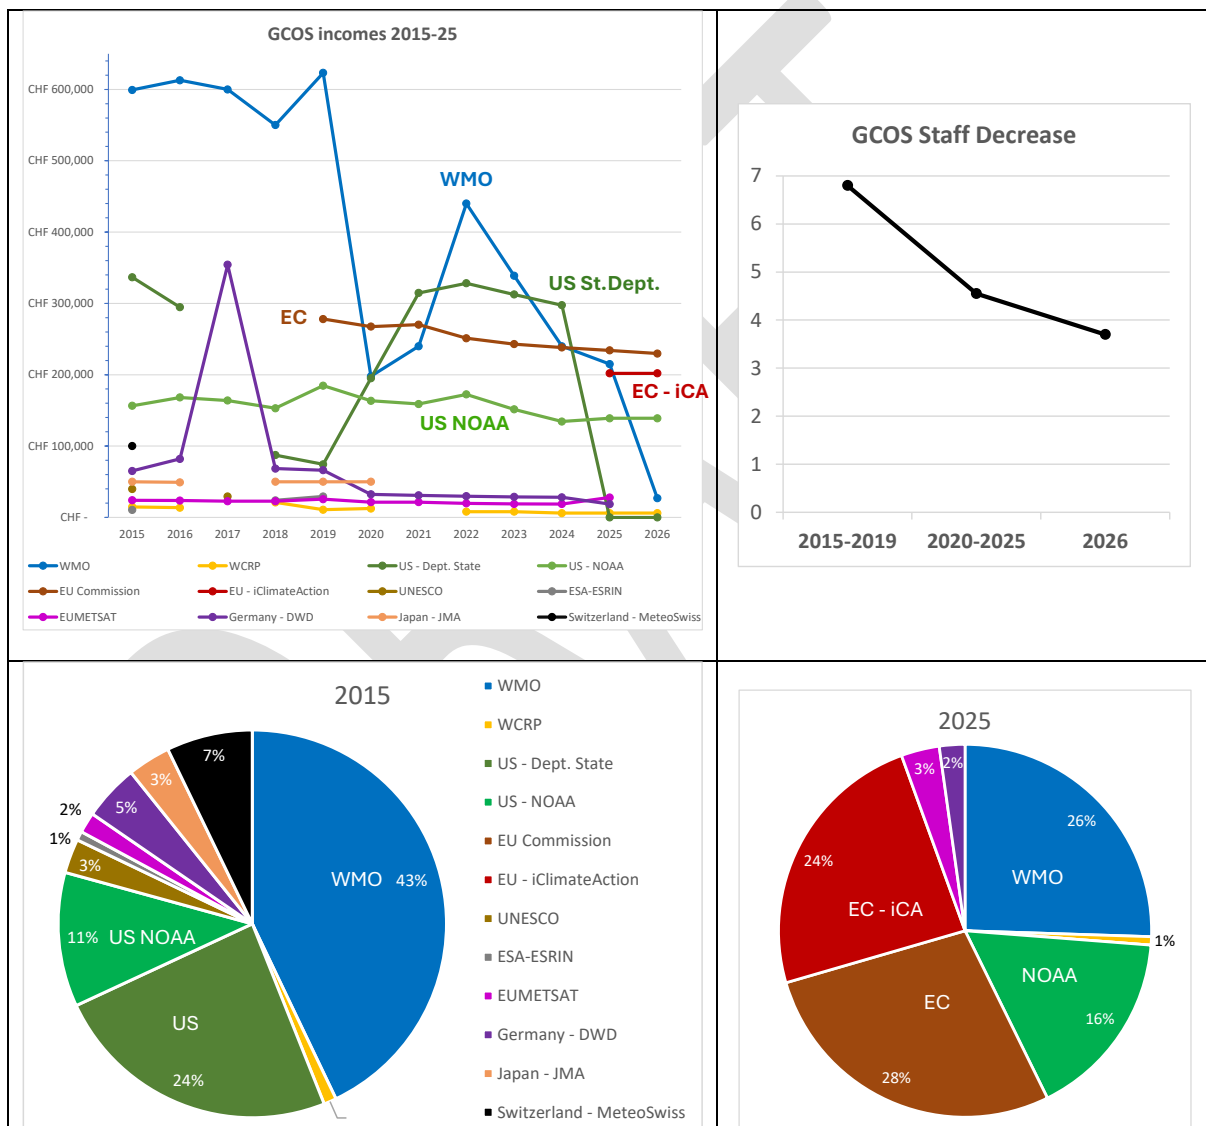 GCOS incomes 2015-25
CHF 600,000
CHF 500,000
CHF 400,000
CHF 300,000
CHF 200,000
CHF 100,000
CHF -
WMO
US St.Dept.
EC
EC - iCA
US NOAA
2015 2016 2017 2018 2019 2020 2021 2022 2023 2024 2025 2026
WMO WCRP US - Dept. State US - NOAA
EU Commission EU - iClimateAction UNESCO ESA-ESRIN
EUMETSAT Germany - DWD Japan - JMA Switzerland - MeteoSwiss
GCOS Staff Decrease
7
6
5
4
3
2
1
0
2015-2019 2020-2025 2026
2015
7%
3%
5%
2%
1%
3%
11% US NOAA
US
24%
WMO 43%
WMO
WCRP
US - Dept. State
US - NOAA
EU Commission
EU - iClimateAction
UNESCO
ESA-ESRIN
EUMETSAT
Germany - DWD
Japan - JMA
Switzerland - MeteoSwiss
2025
3% 2%
26%
WMO
24%
EC - iCA
1%
NOAA
16%
EC
28%